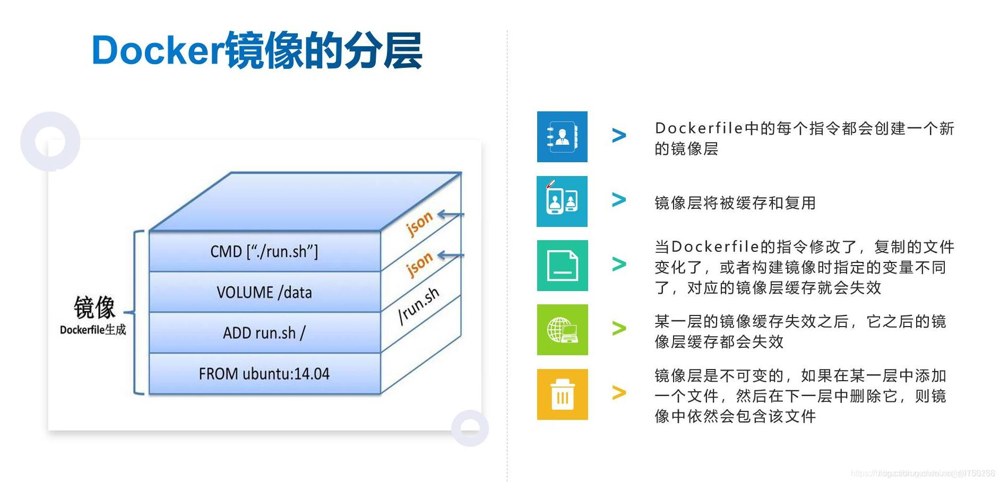 Docker镜像的分层
json
CMD [“./run.sh”]
json
VOLUME /data
/run.sh
镜像
Dockerfile生成
ADD run.sh /
FROM ubuntu:14.04
Dockerfile中的每个指令都会创建一个新
的镜像层
镜像层将被缓存和复用
当Dockerfile的指令修改了，复制的文件
变化了，或者构建镜像时指定的变量不同
了，对应的镜像层缓存就会失效
某一层的镜像缓存失效之后，它之后的镜
像层缓存都会失效
镜像层是不可变的，如果在某一层中添加
一个文件，然后在下一层中删除它，则镜
像中依然会包含该文件